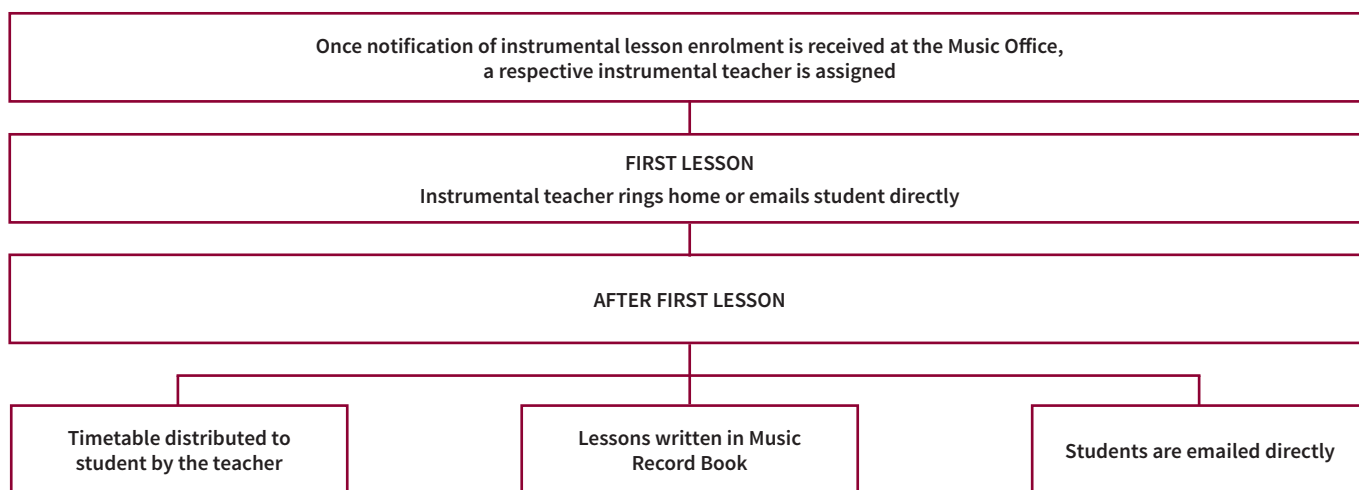 Once notification of instrumental lesson enrolment is received at the Music Office,
a respective instrumental teacher is assigned
FIRST LESSON
Instrumental teacher rings home or emails student directly
AFTER FIRST LESSON
Timetable distributed to
student by the teacher
Lessons written in Music
Record Book
Students are emailed directly